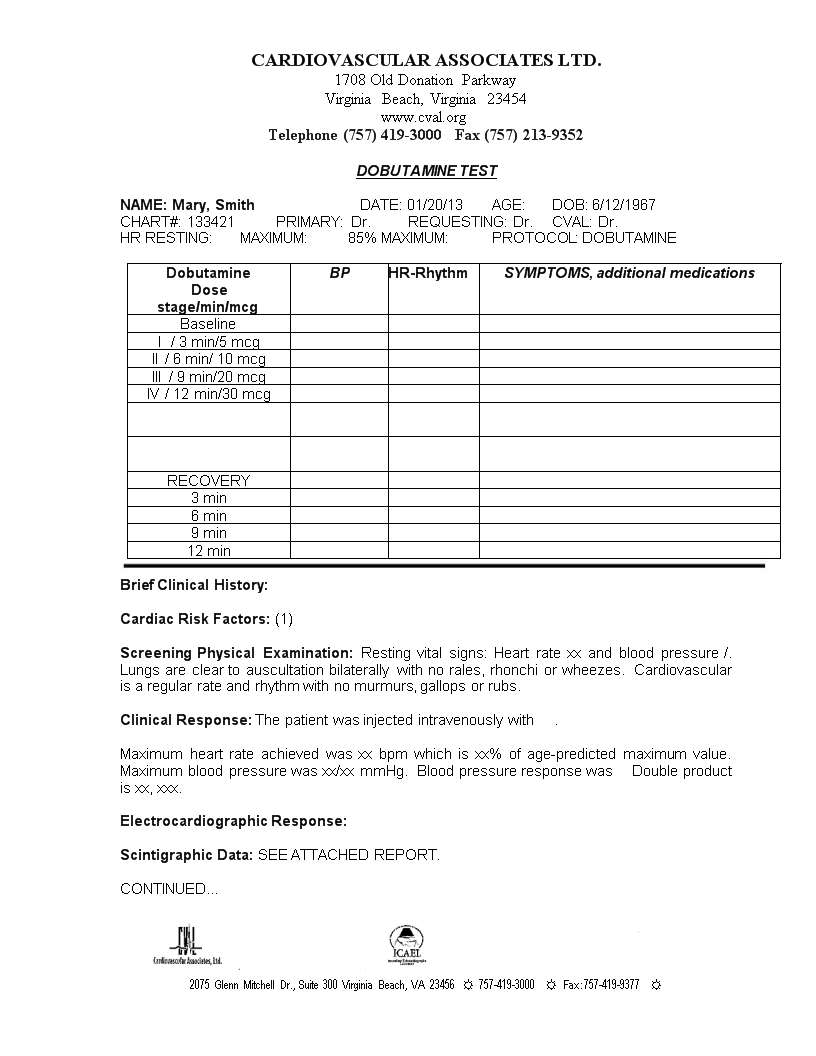 CARDIOVASCULAR ASSOCIATES LTD.
1708 Old Donation Parkway
Virginia Beach, Virginia 23454
www.cval.org
Telephone (757) 419-3000 Fax (757) 213-9352
DOBUTAMINE TEST
NAME: Mary, Smith DATE: 01/20/13 AGE: DOB: 6/12/1967
CHART#: 133421 PRIMARY: Dr. REQUESTING: Dr. CVAL: Dr.
HR RESTING: MAXIMUM: 85% MAXIMUM: PROTOCOL: DOBUTAMINE
Dobutamine BP HR-Rhythm SYMPTOMS, additional medications
Dose
stage/min/mcg
Baseline
I / 3 min/5 mcg
II / 6 min/ 10 mcg
III / 9 min/20 mcg
IV / 12 min/30 mcg
RECOVERY
3 min
6 min
9 min
12 min
Brief Clinical History:
Cardiac Risk Factors: (1)
Screening Physical Examination: Resting vital signs: Heart rate xx and blood pressure /.
Lungs are clear to auscultation bilaterally with no rales, rhonchi or wheezes. Cardiovascular
is a regular rate and rhythm with no murmurs, gallops or rubs.
Clinical Response: The patient was injected intravenously with .
Maximum heart rate achieved was xx bpm which is xx% of age-predicted maximum value.
Maximum blood pressure was xx/xx mmHg. Blood pressure response was Double product
is xx, xxx.
Electrocardiographic Response:
Scintigraphic Data: SEE ATTACHED REPORT.
CONTINUED...
Cardiovascular Associates, Ltd.
ICAEL
2075 Glenn Mitchell Dr., Suite 300 Virginia Beach, VA 23456 ☼ 757-419-3000 ☼ Fax:757-419-9377 ☼